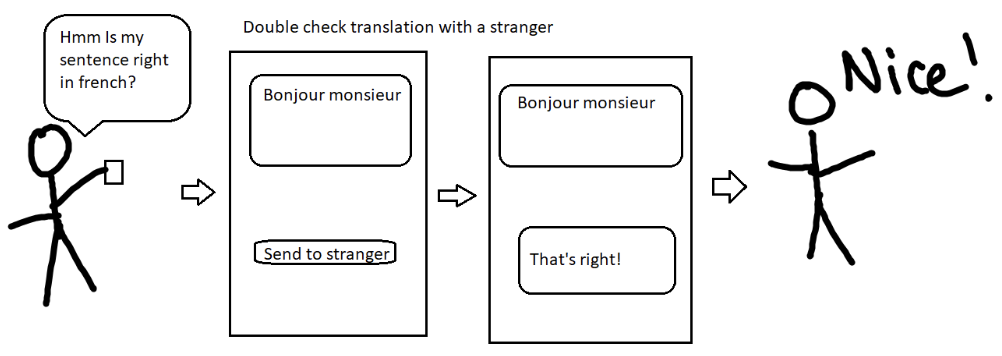 Double check translation with a stranger
Hmm Is my
sentence right
in french?
Bonjour monsieur
Send to stranger
Bonjour monsieur
That's right!
Nice!